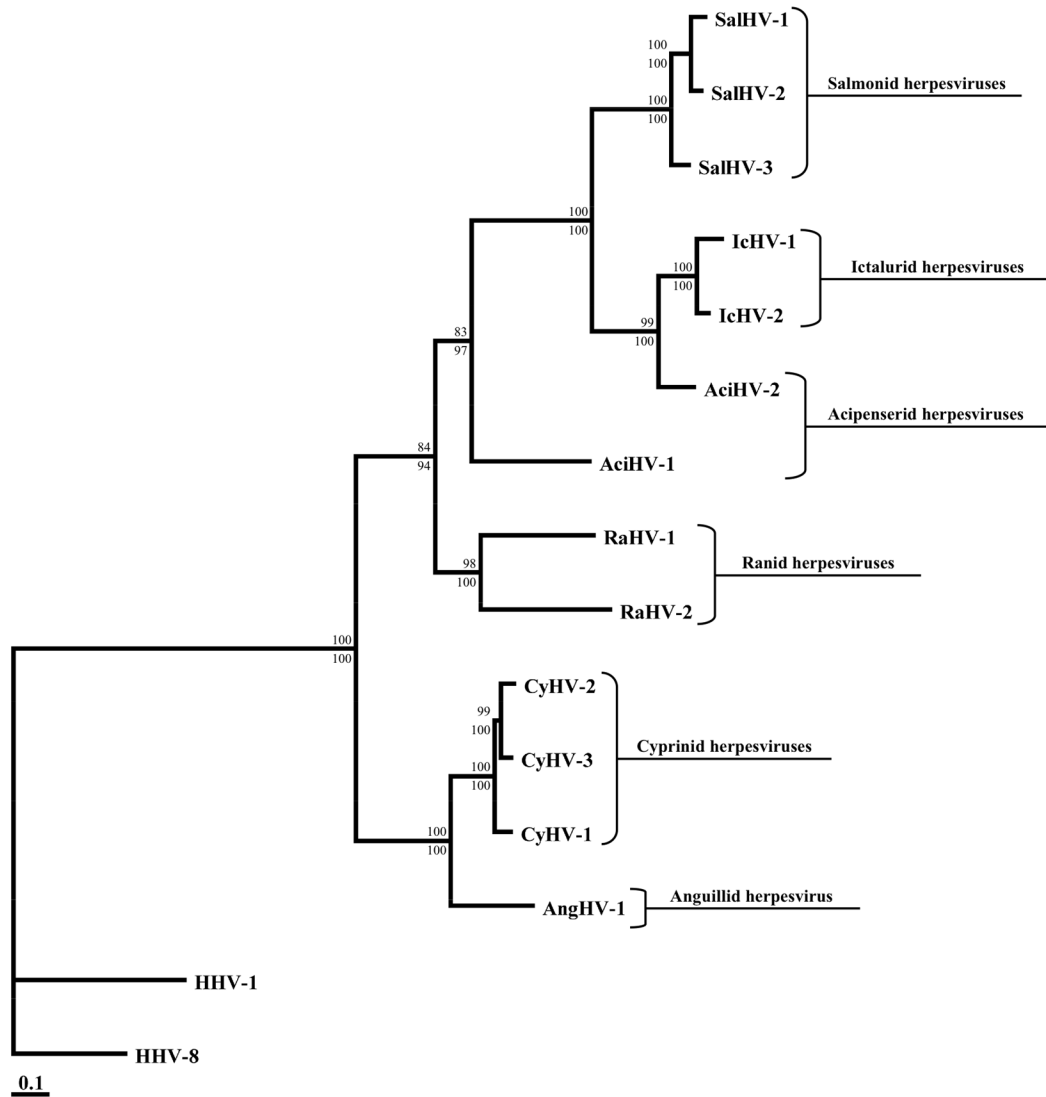 SalHV-1
100
100
SalHV-2
Salmonid herpesviruses
100
100
SalHV-3
100
100
IcHV-1
Ictalurid herpesviruses
100
100
IcHV-2
99
100
AciHV-2
Acipenserid herpesviruses
83
97
AciHV-1
84
94
RaHV-1
Ranid herpesviruses
98
100
RaHV-2
100
100
CyHV-2
99
100
CyHV-3
Cyprinid herpesviruses
100
100
CyHV-1
100
100
AngHV-1
Anguillid herpesvirus
HHV-1
HHV-8
0.1